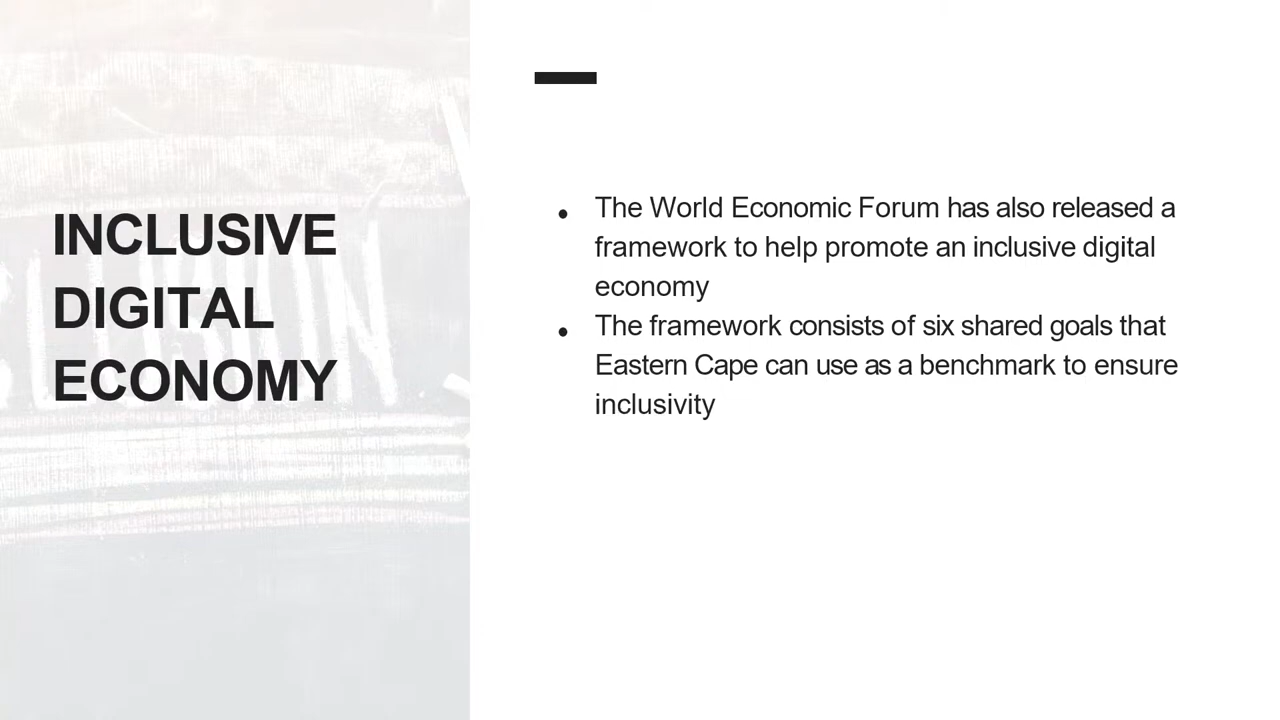 INCLUSIVE
DIGITAL
ECONOMY
• The World Economic Forum has also released a
framework to help promote an inclusive digital
economy
• The framework consists of six shared goals that
Eastern Cape can use as a benchmark to ensure
inclusivity